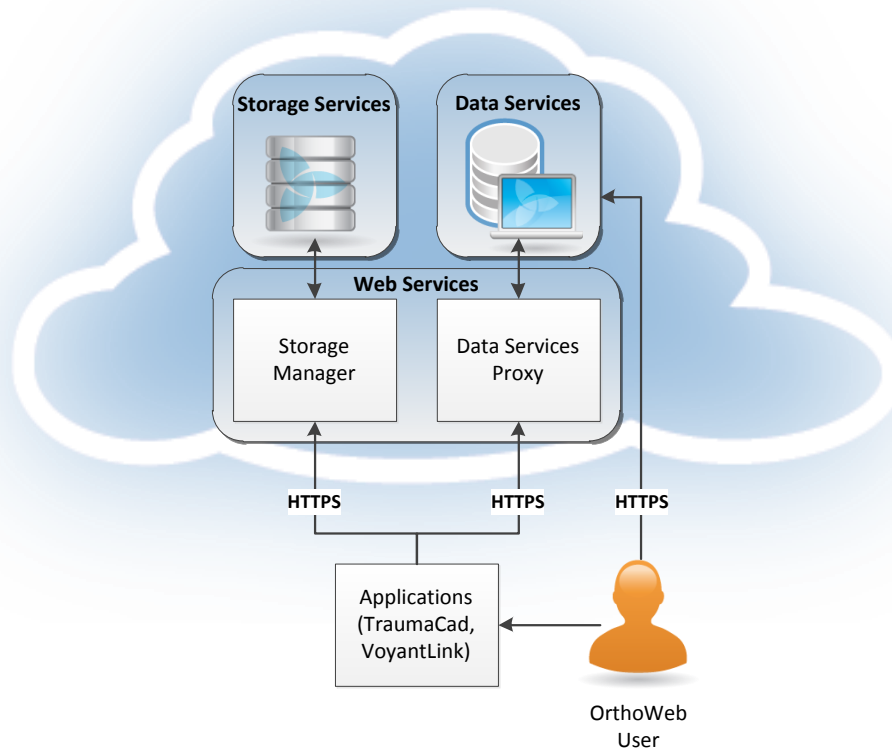 Storage Services
Data Services
Web Services
Storage
Manager
Data Services
Proxy
HTTPS
HTTPS
HTTPS
Applications
(TraumaCad,
VoyantLink)
OrthoWeb
User